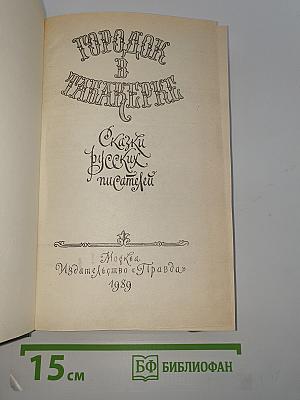 ГОРОДОК
В
ТАБАКЕРКЕ
Сказки
русских
писателей
Москва
Издательство «Правда»
1989
15 см
БФ БИБЛИОФАН